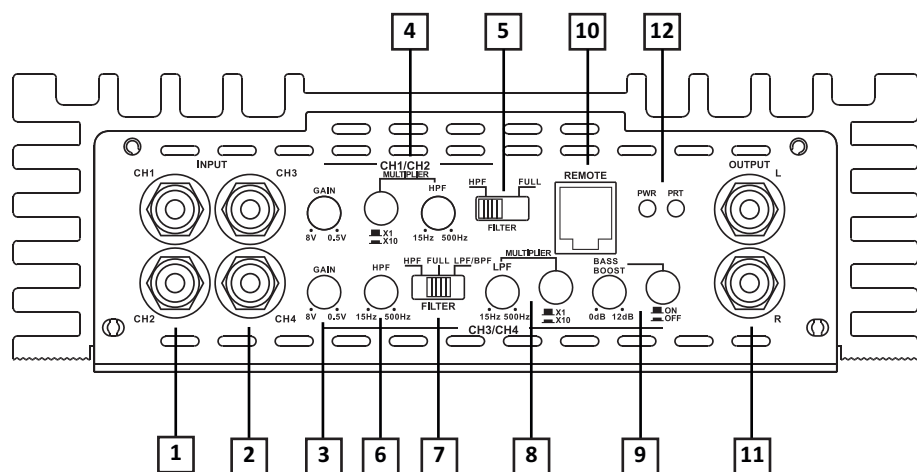 4 5 10 12
INPUT
CH1/CH2
OUTPUT
CH1 CH3 MULTIPLIER L
GAIN HPF HPF FULL REMOTE PWR PRT
8V 0.5V X1 15Hz 500Hz FILTER
X10
MULTIPLIER
GAIN HPF HPF FULL LPF/BPF LPF BASS
BOOST
FILTER
8V 0.5V 15Hz 500Hz 15Hz 500Hz X1 0dB 12dB ON
X10 OFF
CH2 CH4 R
CH3/CH4
1 2 3 6 7 8 9 11